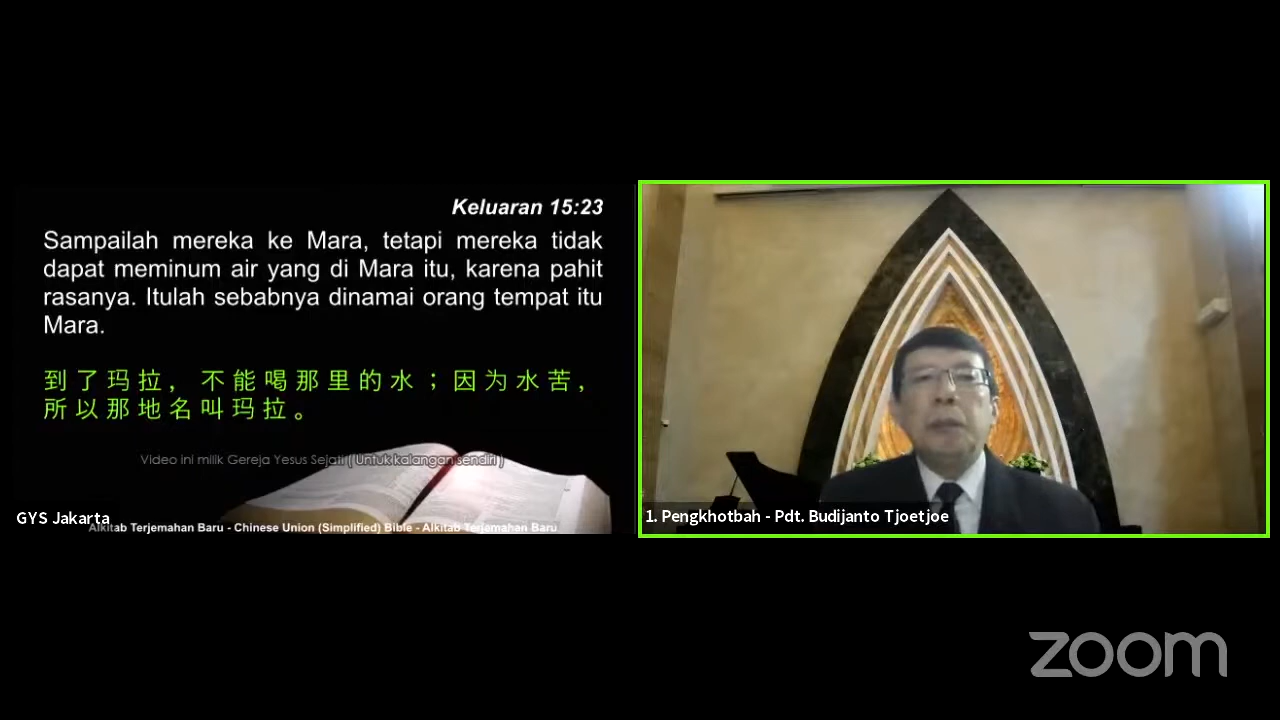 Keluaran 15:23
Sampailah mereka ke Mara, tetapi mereka tidak
dapat meminum air yang di Mara itu, karena pahit
rasanya. Itulah sebabnya dinamai orang tempat itu
Mara.
到了玛拉，不能喝那里的水；因为水苦，
所以那地名叫玛拉。
Video ini milik Gereja Yesus Sejati ( Untuk kalangan sendiri )
GYS Jakarta
Alkitab Terjemahan Baru - Chinese Union (Simplified) Bible - Alkitab Terjemahan Baru
1. Pengkhotbah - Pdt. Budijanto Tjoetjoe
zoom